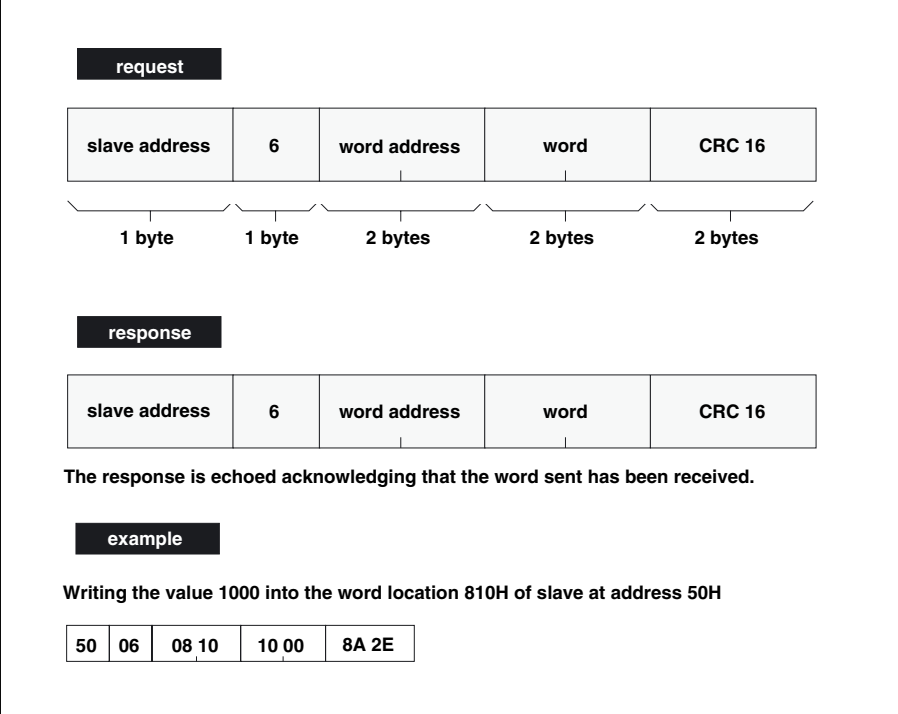 request
slave address 6 word address word CRC 16
1 byte 1 byte 2 bytes 2 bytes 2 bytes
response
slave address 6 word address word CRC 16
The response is echoed acknowledging that the word sent has been received.
example
Writing the value 1000 into the word location 810H of slave at address 50H
50 06 08 10 10 00 8A 2E